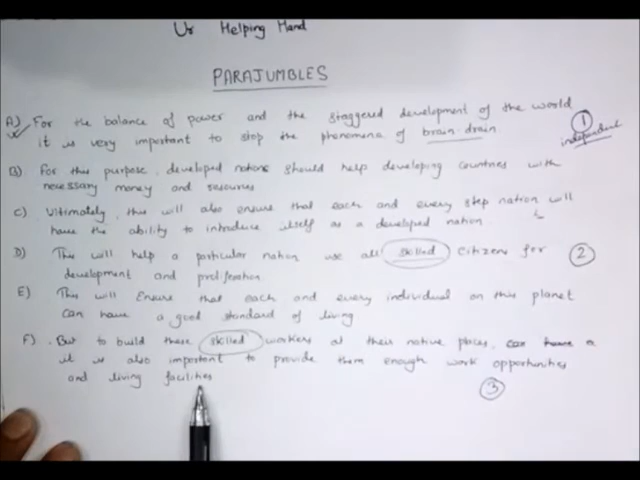 Ur Helping Hand
PARAJUMBLES
A) For the balance of power and the staggered development of the world
it is very important to stop the phenomena of brain drain
1
independent
B) For this purpose, developed nations should help developing countries with
necessary money and resources
C) Ultimately, this will also ensure that each and every step nation will
have the ability to introduce itself as a developed nation
D) This will help a particular nation use all skilled citizens for
development and proliferation
2
E) This will Ensure that each and every individual on this planet
can have a good standard of living
F) But to build these skilled workers at their native places,
it is also important to provide them enough work opportunities
and living facilities
3